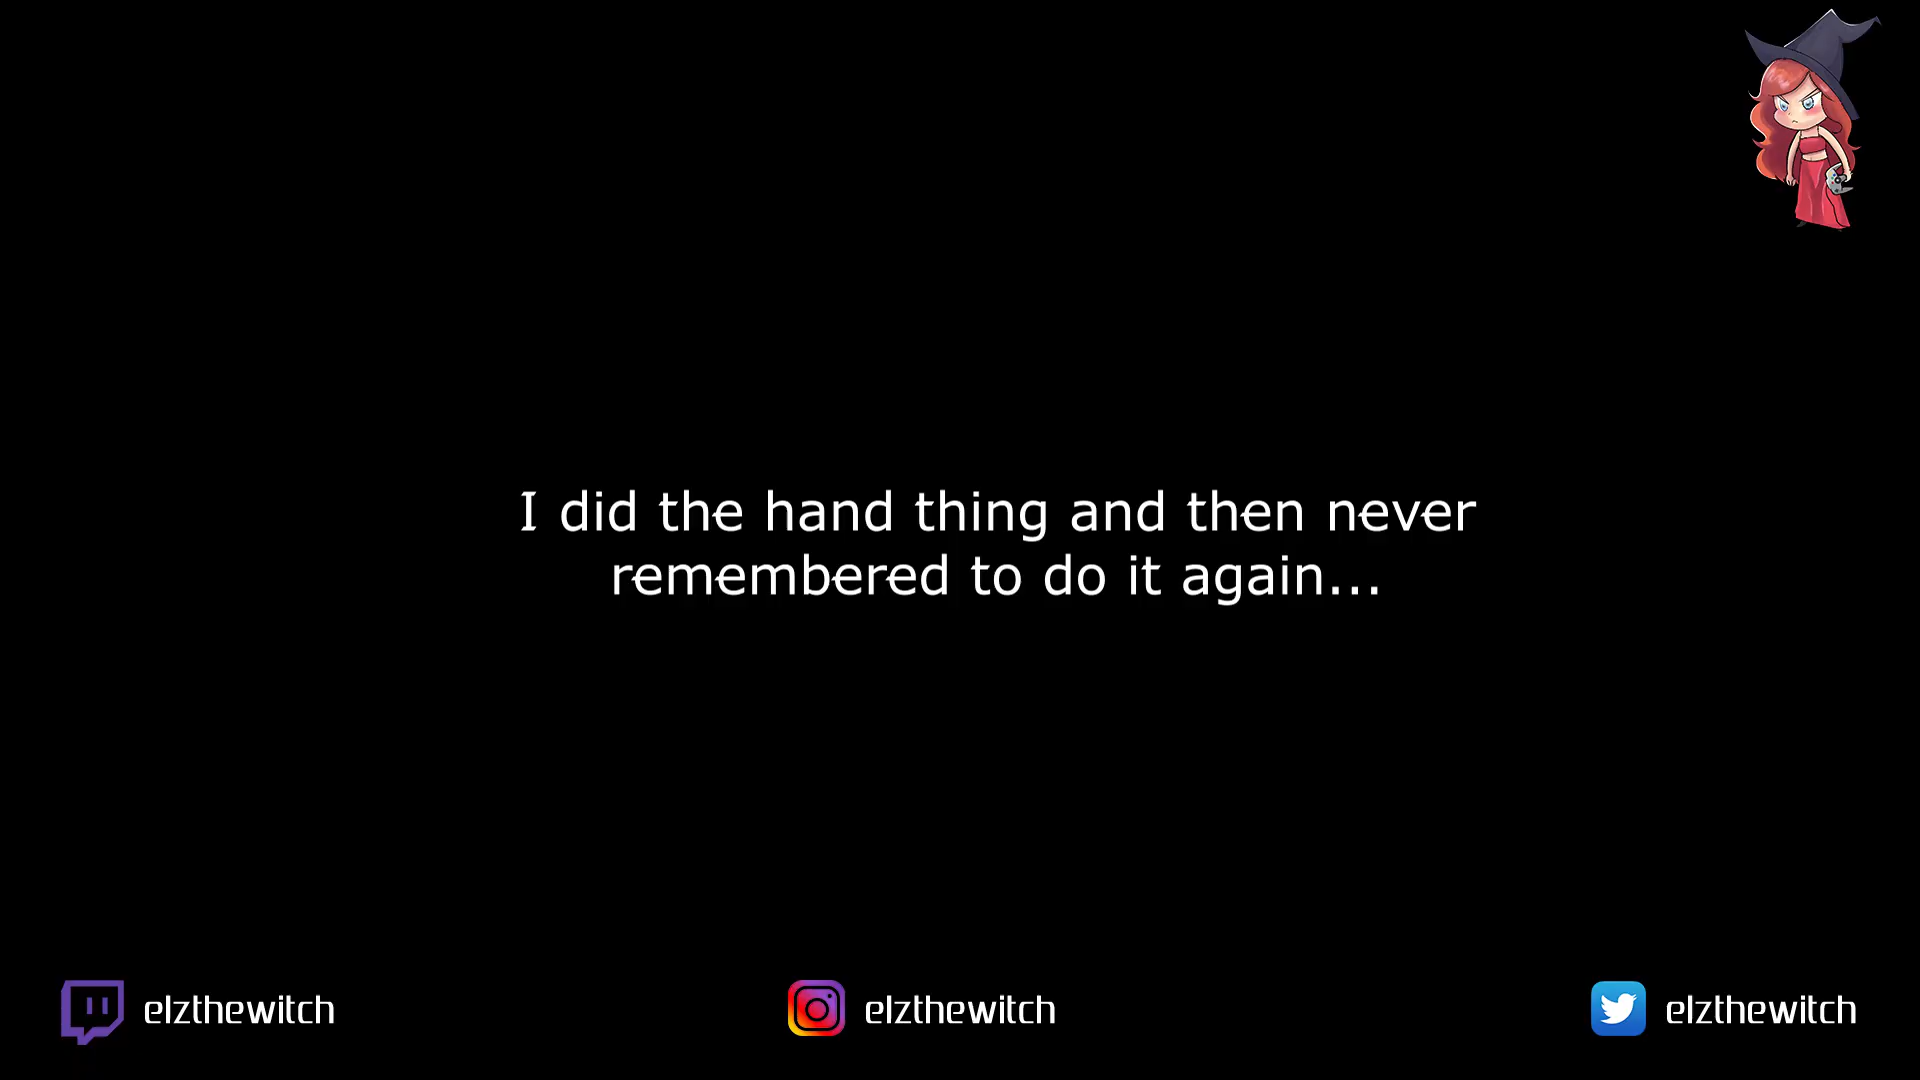 I did the hand thing and then never
remembered to do it again...
elzthewitch
elzthewitch
elzthewitch